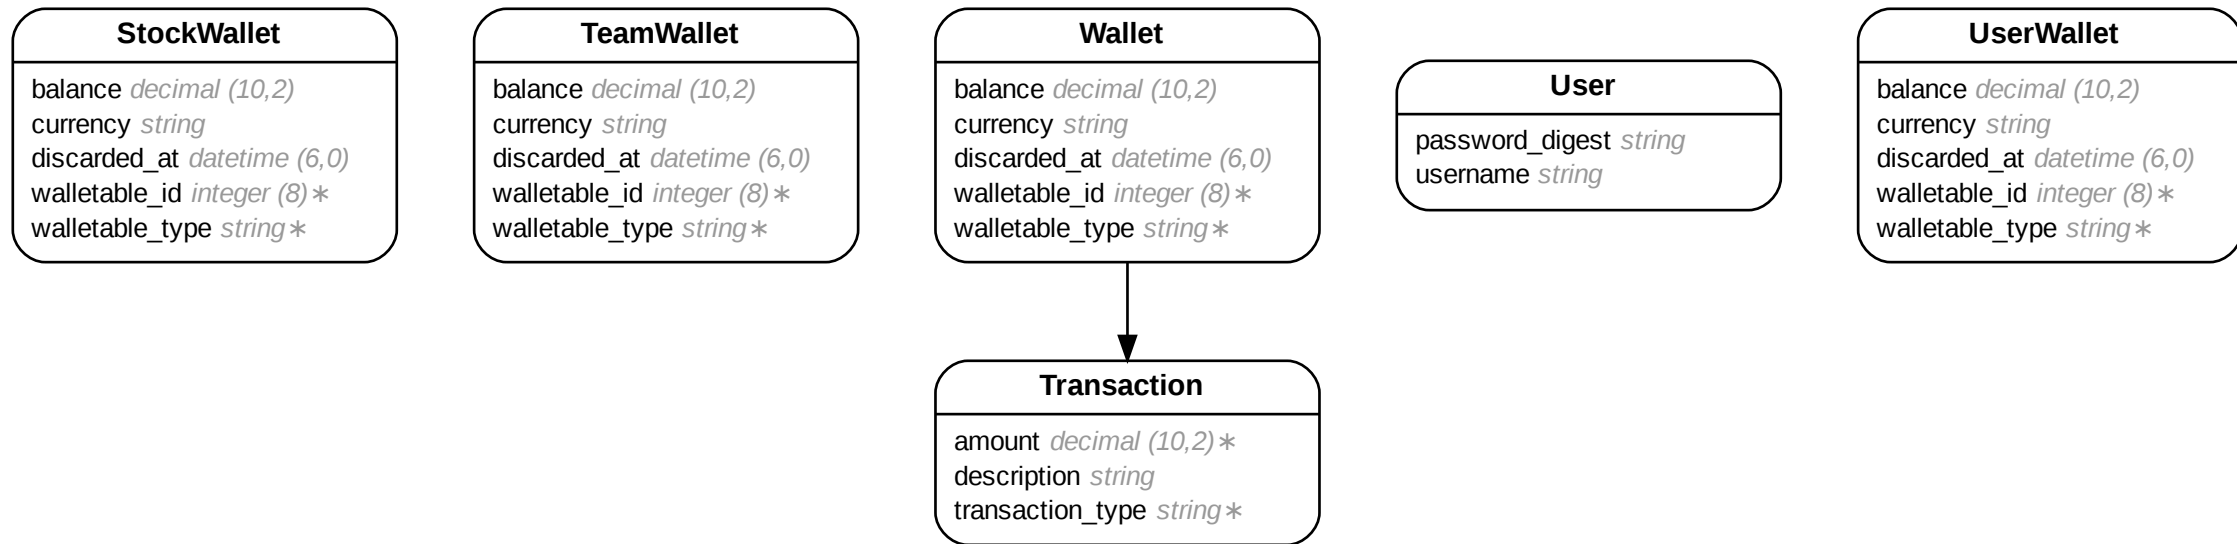 StockWallet
balance decimal (10,2)
currency string
discarded_at datetime (6,0)
walletable_id integer (8)∗
walletable_type string∗
TeamWallet
balance decimal (10,2)
currency string
discarded_at datetime (6,0)
walletable_id integer (8)∗
walletable_type string∗
Wallet
balance decimal (10,2)
currency string
discarded_at datetime (6,0)
walletable_id integer (8)∗
walletable_type string∗
User
password_digest string
username string
UserWallet
balance decimal (10,2)
currency string
discarded_at datetime (6,0)
walletable_id integer (8)∗
walletable_type string∗
Transaction
amount decimal (10,2)∗
description string
transaction_type string∗